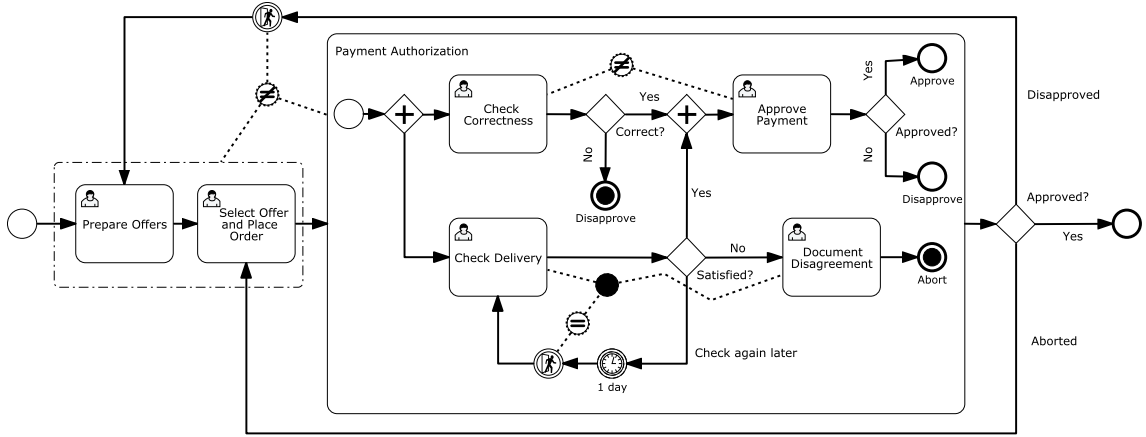 Payment Authorization
Yes
Approve
Disapproved
Check
Correctness
Yes
Correct?
Approve
Payment
Approved?
No
No
Disapprove
Disapprove
Prepare Offers
Select Offer
and Place
Order
Yes
Approved?
Yes
Check Delivery
No
Satisfied?
Document
Disagreement
Abort
Check again later
1 day
Aborted